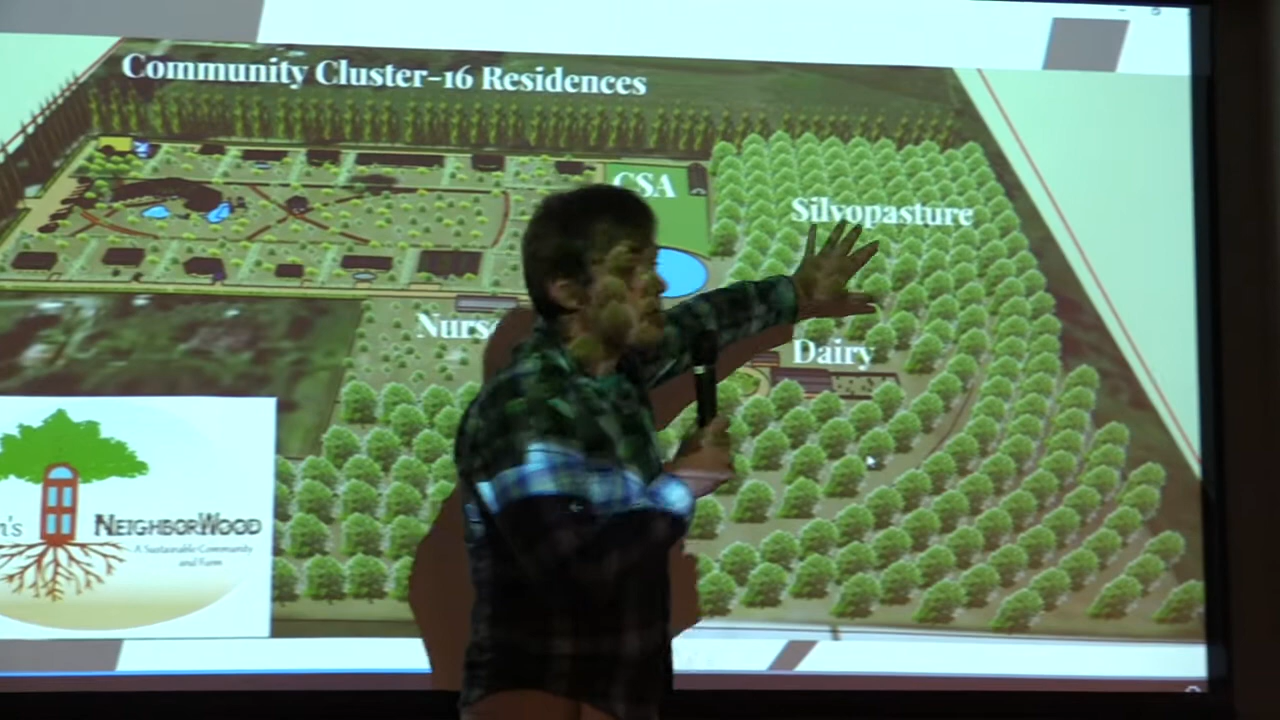 Community Cluster-16 Residences
CSA
Silvopasture
Dairy
NEIGHBORWOOD
A Sustainable Community
and Farm